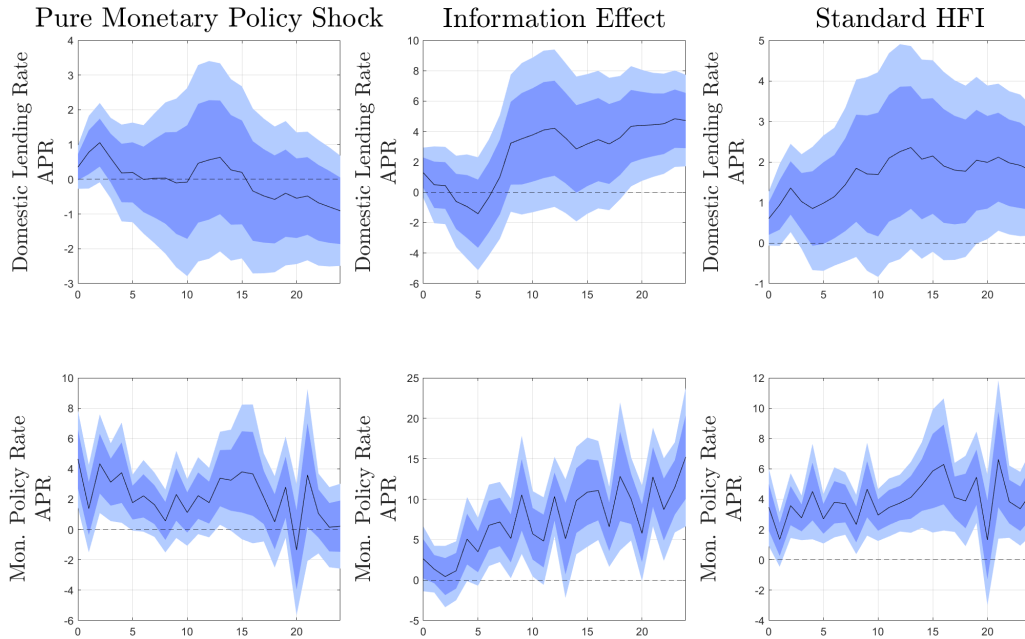 Pure Monetary Policy Shock
Information Effect
Standard HFI
Domestic Lending Rate
APR
4
3
2
1
0
-1
-2
-3
0 5 10 15 20
Domestic Lending Rate
APR
10
8
6
4
2
0
-2
-4
-6
0 5 10 15 20
Domestic Lending Rate
APR
5
4
3
2
1
0
-1
0 5 10 15 20
Mon. Policy Rate
APR
10
8
6
4
2
0
-2
-4
-6
0 5 10 15 20
Mon. Policy Rate
APR
25
20
15
10
5
0
-5
0 5 10 15 20
Mon. Policy Rate
APR
12
10
8
6
4
2
0
-2
-4
0 5 10 15 20